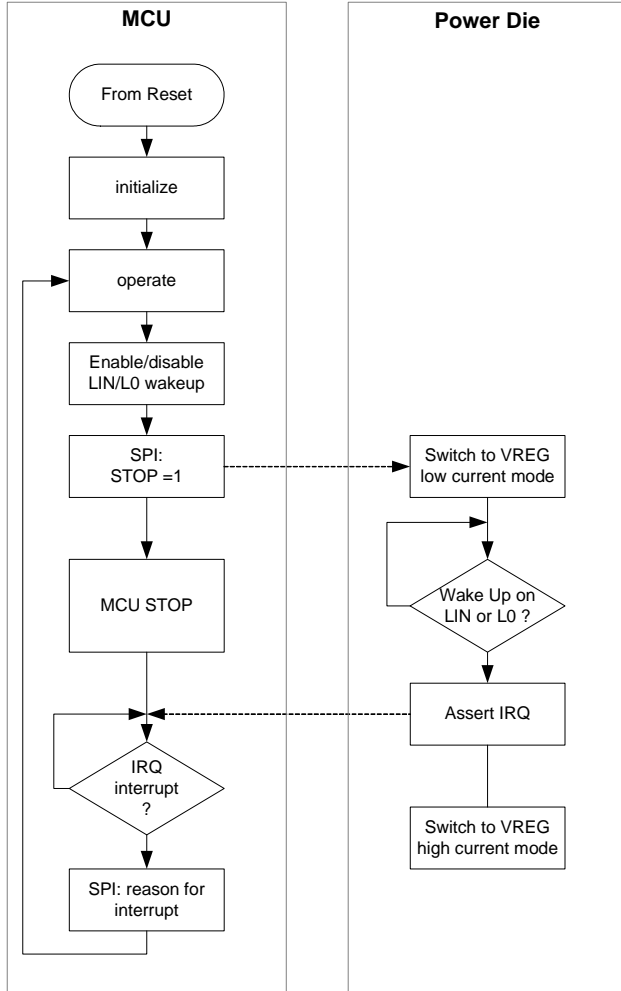 MCU
From Reset
initialize
operate
Enable/disable
LIN/L0 wakeup
SPI:
STOP =1
MCU STOP
IRQ
interrupt
?
SPI: reason for
interrupt
Power Die
Switch to VREG
low current mode
Wake Up on
LIN or L0 ?
Assert IRQ
Switch to VREG
high current mode